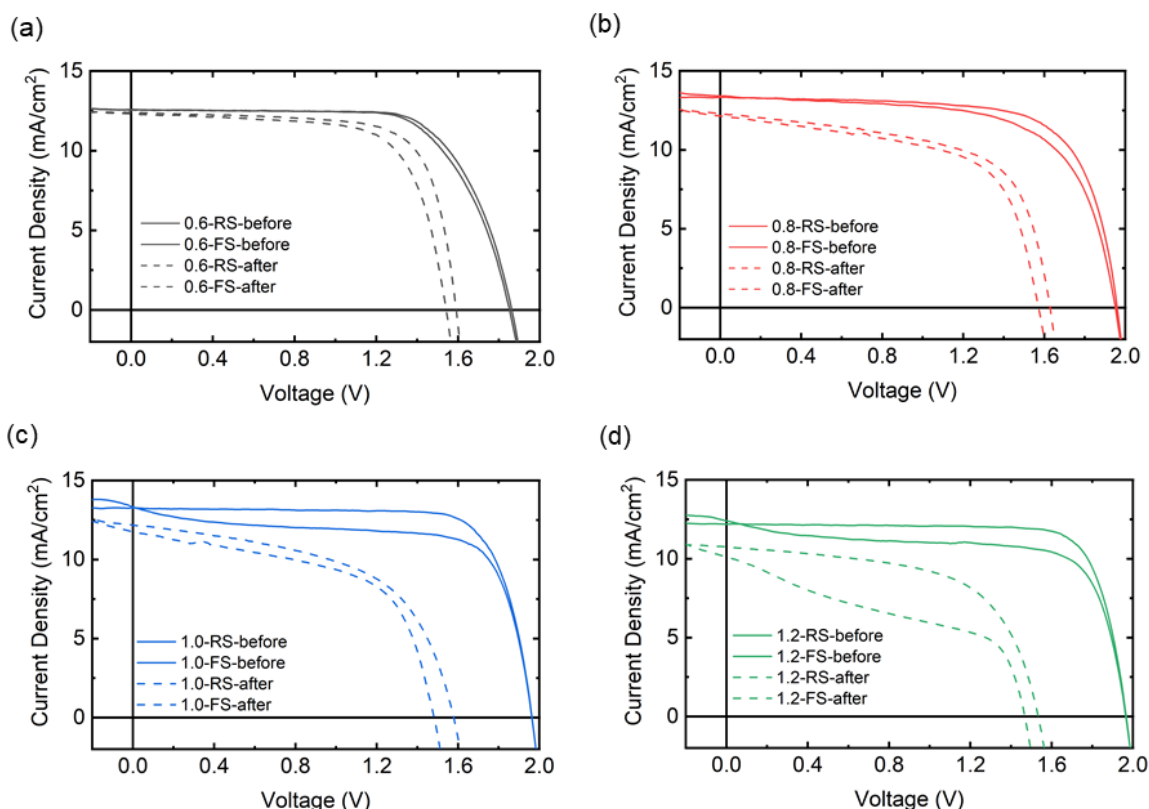 (a)
15
10
5
0
Current Density (mA/cm²)
0.6-RS-before
0.6-FS-before
0.6-RS-after
0.6-FS-after
0.0 0.4 0.8 1.2 1.6 2.0
Voltage (V)
(b)
15
10
5
0
Current Density (mA/cm²)
0.8-RS-before
0.8-FS-before
0.8-RS-after
0.8-FS-after
0.0 0.4 0.8 1.2 1.6 2.0
Voltage (V)
(c)
15
10
5
0
Current Density (mA/cm²)
1.0-RS-before
1.0-FS-before
1.0-RS-after
1.0-FS-after
0.0 0.4 0.8 1.2 1.6 2.0
Voltage (V)
(d)
15
10
5
0
Current Density (mA/cm²)
1.2-RS-before
1.2-FS-before
1.2-RS-after
1.2-FS-after
0.0 0.4 0.8 1.2 1.6 2.0
Voltage (V)